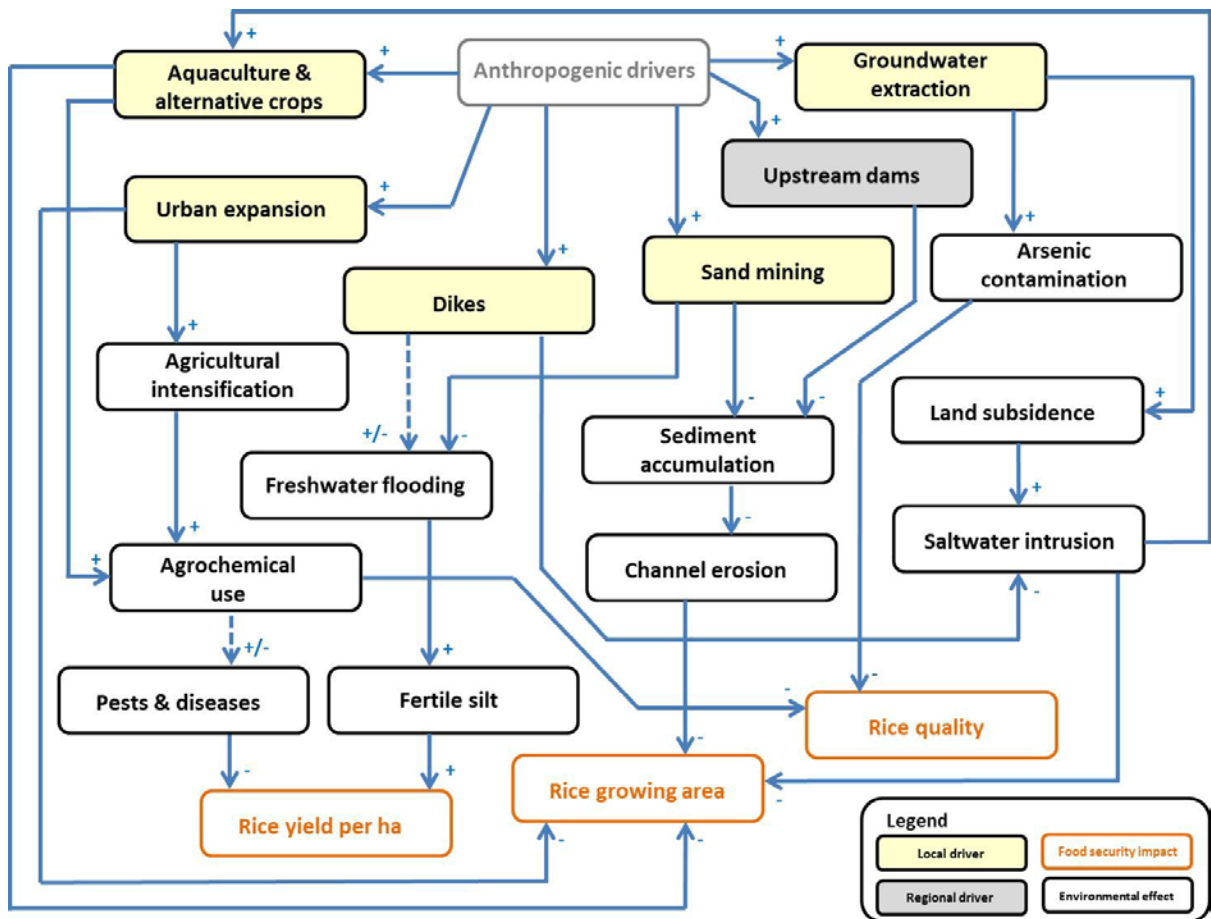 +
+
+
Aquaculture &
alternative crops
Anthropogenic drivers
Groundwater
extraction
+
Upstream dams
+
Urban expansion
+
+
+
Arsenic
contamination
Sand mining
Dikes
+
Agricultural
intensification
+
Land subsidence
+/-
-
-
-
Sediment
accumulation
Freshwater flooding
+
-
+
Saltwater intrusion
+
Agrochemical
use
Channel erosion
-
+/-
+
Pests & diseases
Fertile silt
-
-
Rice quality
-
-
+
Rice growing area
-
Rice yield per ha
-
-
Legend
Local driver
Food security impact
Regional driver
Environmental effect